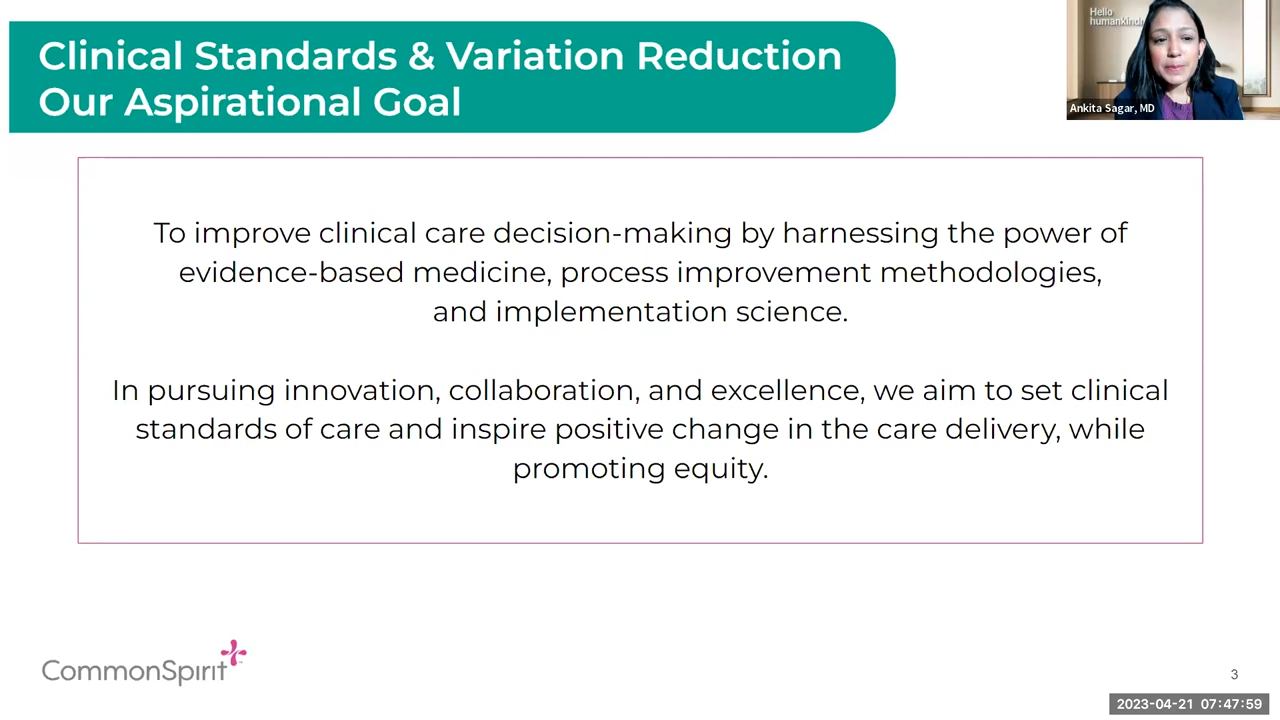 Clinical Standards & Variation Reduction
Our Aspirational Goal
Hello
humankind
Ankita Sagar, MD
To improve clinical care decision-making by harnessing the power of
evidence-based medicine, process improvement methodologies,
and implementation science.
In pursuing innovation, collaboration, and excellence, we aim to set clinical
standards of care and inspire positive change in the care delivery, while
promoting equity.
CommonSpirit
3
2023-04-21 07:47:59